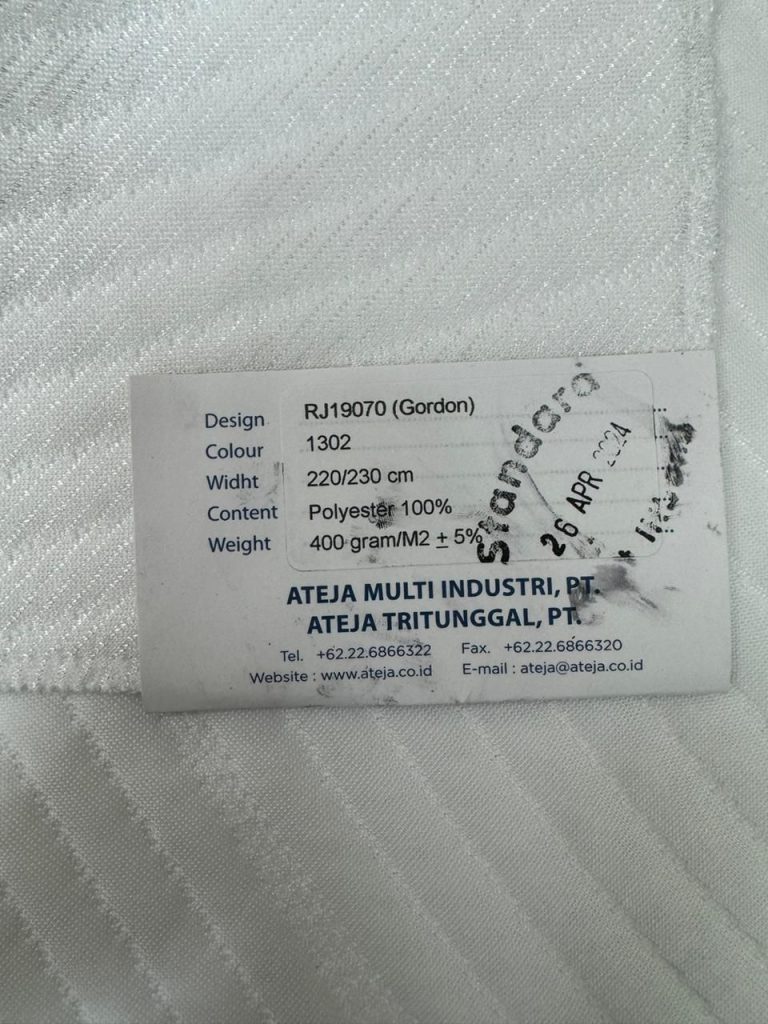 Design RJ19070 (Gordon)
Colour 1302
Widht 220/230 cm
Content Polyester 100%
Weight 400 gram/M2 ± 5%
Standard
26 APR 2024
ATEJA MULTI INDUSTRI, PT.
ATEJA TRITUNGGAL, PT.
Tel. +62.22.6866322 Fax. +62.22.6866320
Website : www.ateja.co.id E-mail : ateja@ateja.co.id